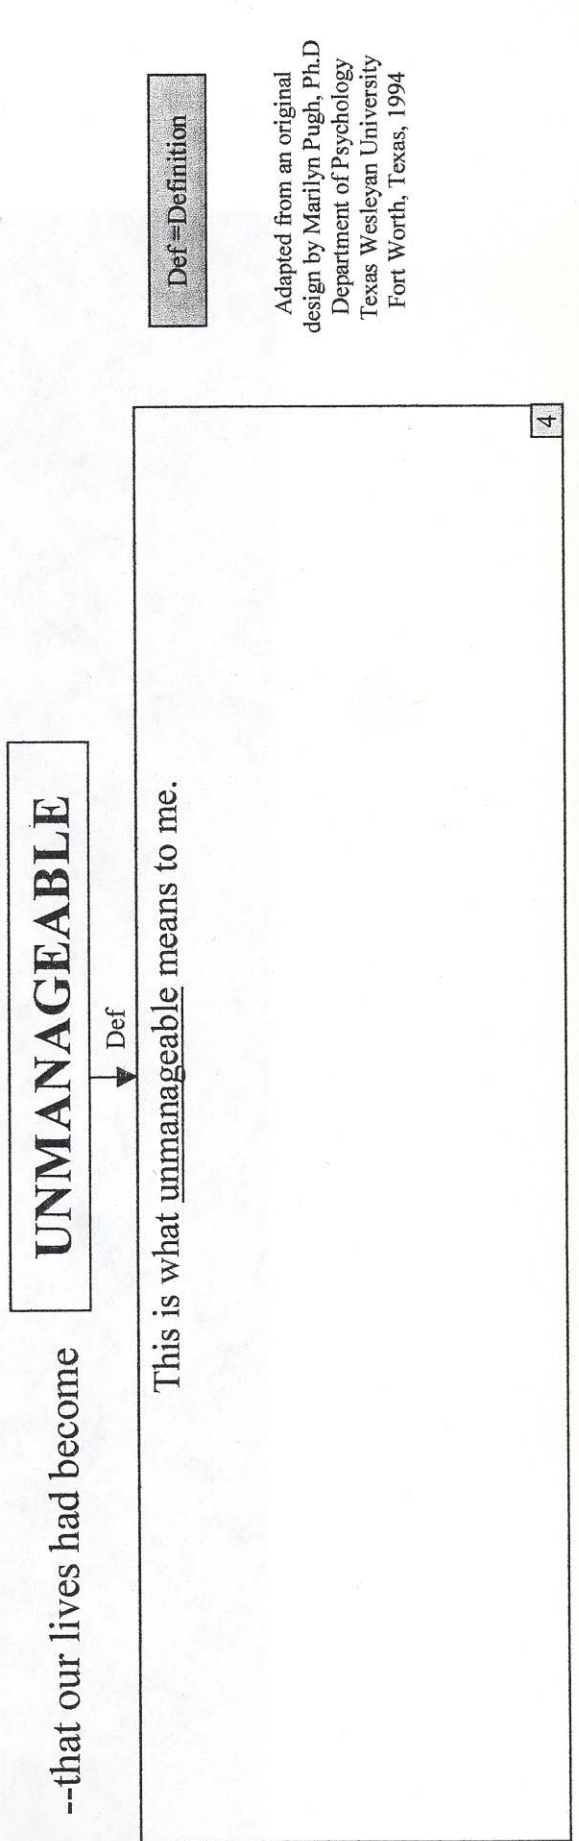 --that our lives had become UNMANAGEABLE
Def
This is what unmanageable means to me.
4
Def=Definition
Adapted from an original
design by Marilyn Pugh, Ph.D
Department of Psychology
Texas Wesleyan University
Fort Worth, Texas, 1994